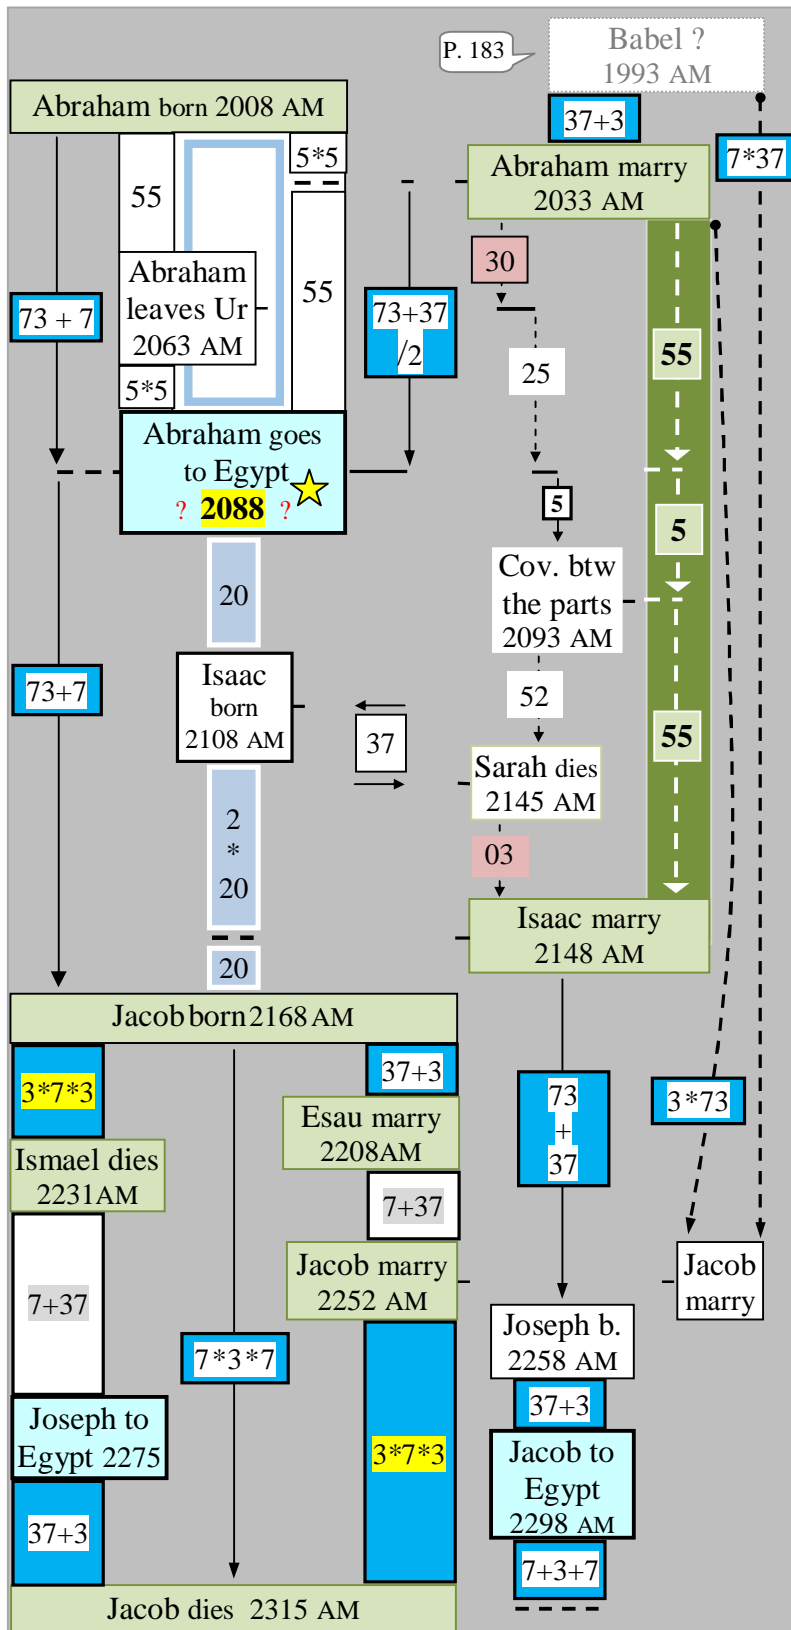 Babel ?
1993 AM
P. 183
Abraham born 2008 AM
37+3
7*37
5*5
55
Abraham marry
2033 AM
30
Abraham
leaves Ur
2063 AM
55
73 + 7
73+37
/2
55
25
5*5
Abraham goes
to Egypt
? 2088 ?
5
5
20
Cov. btw
the parts
2093 AM
73+7
Isaac
born
2108 AM
52
37
55
Sarah dies
2145 AM
2
*
20
03
Isaac marry
2148 AM
20
Jacob born 2168 AM
3*7*3
37+3
73
+
37
3*73
Esau marry
2208AM
Ismael dies
2231AM
7+37
Jacob marry
2252 AM
Jacob
marry
7+37
7*3*7
Joseph b.
2258 AM
37+3
Joseph to
Egypt 2275
3*7*3
Jacob to
Egypt
2298 AM
37+3
7+3+7
Jacob dies 2315 AM